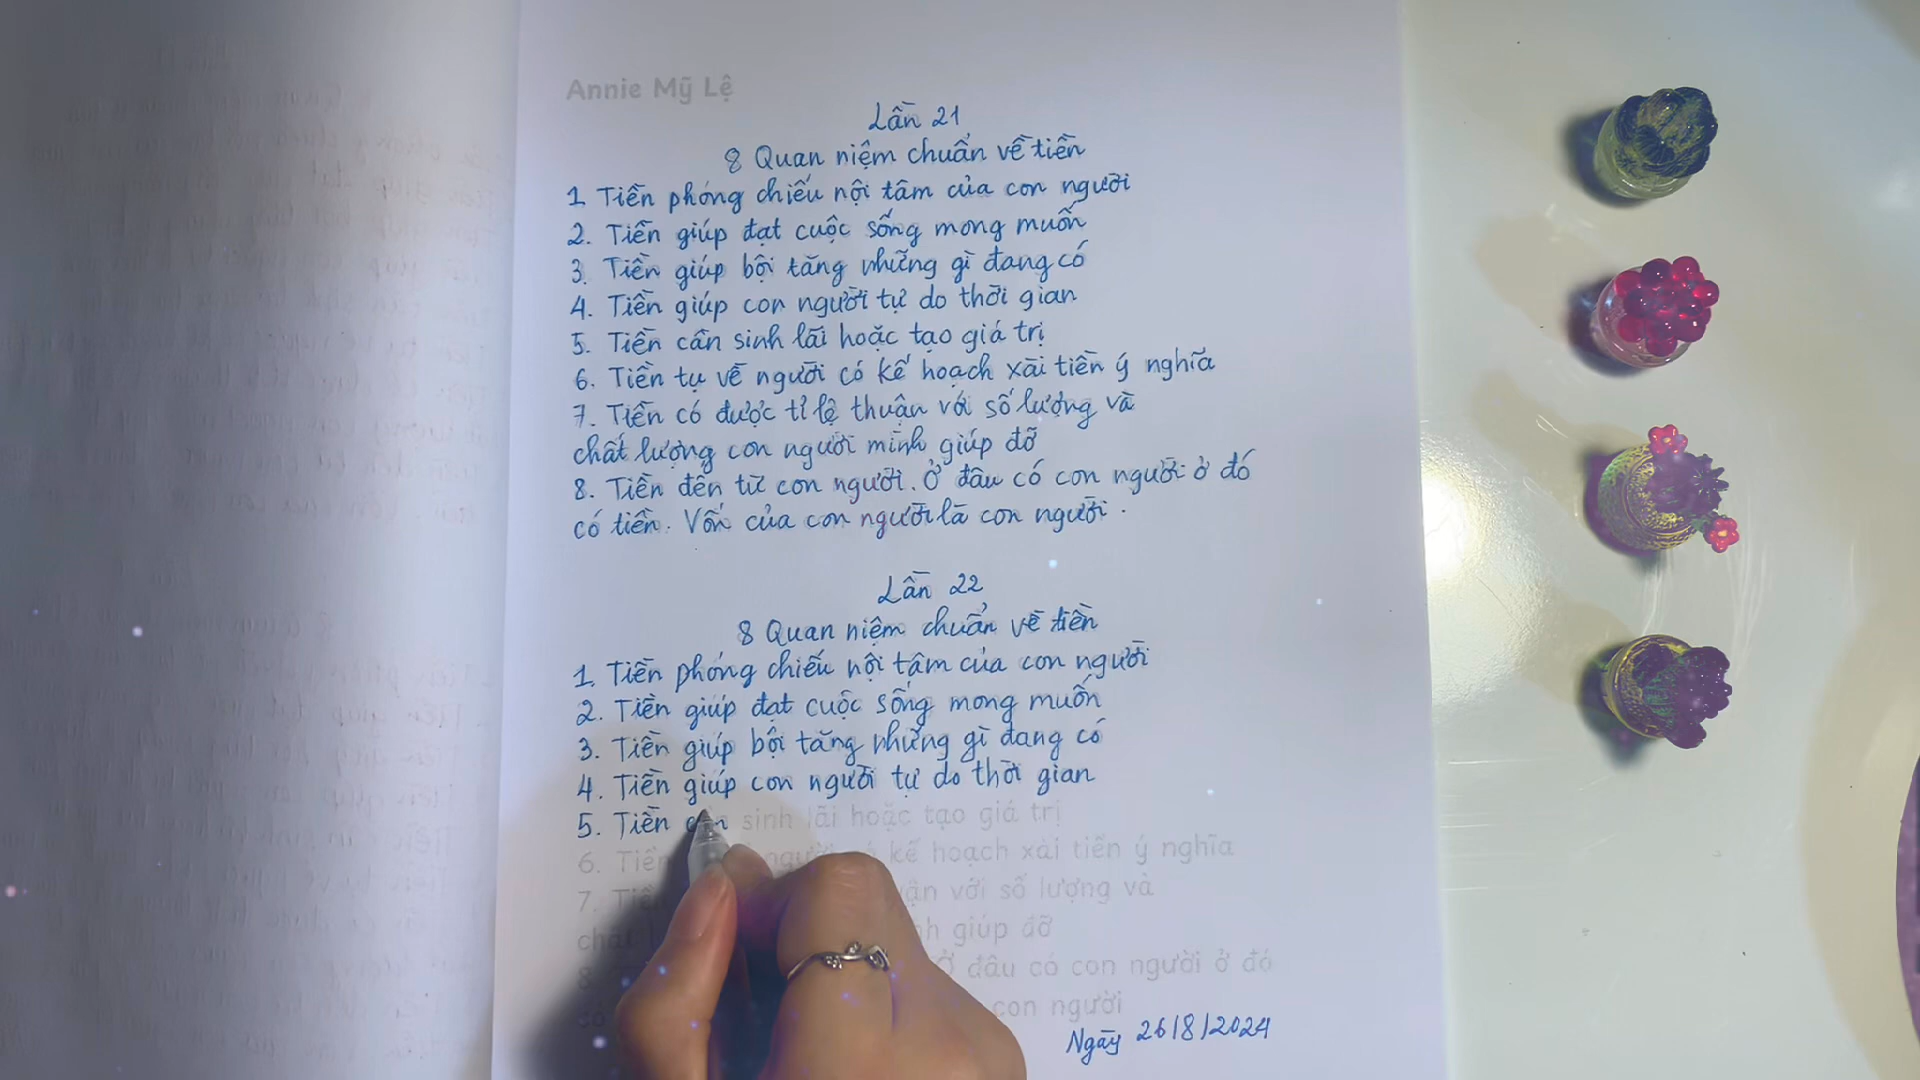 Annie Mỹ Lệ
Lần 21
8 Quan niệm chuẩn về tiền
1 Tiền phóng chiếu nội tâm của con người
2. Tiền giúp đạt cuộc sống mong muốn
3. Tiền giúp bội tăng những gì đang có
4. Tiền giúp con người tự do thời gian
5. Tiền cần sinh lãi hoặc tạo giá trị
6. Tiền tụ về người có kế hoạch xài tiền ý nghĩa
7. Tiền có được tỉ lệ thuận với số lượng và
chất lượng con người mình giúp đỡ
8. Tiền đến từ con người. Ở đâu có con người ở đó
có tiền. Vốn của con người là con người.
Lần 22
8 Quan niệm chuẩn về tiền
1. Tiền phóng chiếu nội tâm của con người
2. Tiền giúp đạt cuộc sống mong muốn
3. Tiền giúp bội tăng những gì đang có
4. Tiền giúp con người tự do thời gian
5. Tiền cần sinh lãi hoặc tạo giá trị
6. Tiền người có kế hoạch xài tiền ý nghĩa
7. với số lượng và
giúp đỡ
8 Ở đâu có con người ở đó
có con người
Ngày 26/8/2024